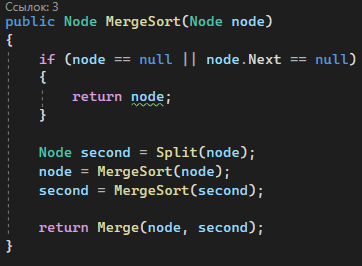 Ссылок: 3
public Node MergeSort(Node node)
{
if (node == null || node.Next == null)
{
return node;
}
Node second = Split(node);
node = MergeSort(node);
second = MergeSort(second);
return Merge(node, second);
}